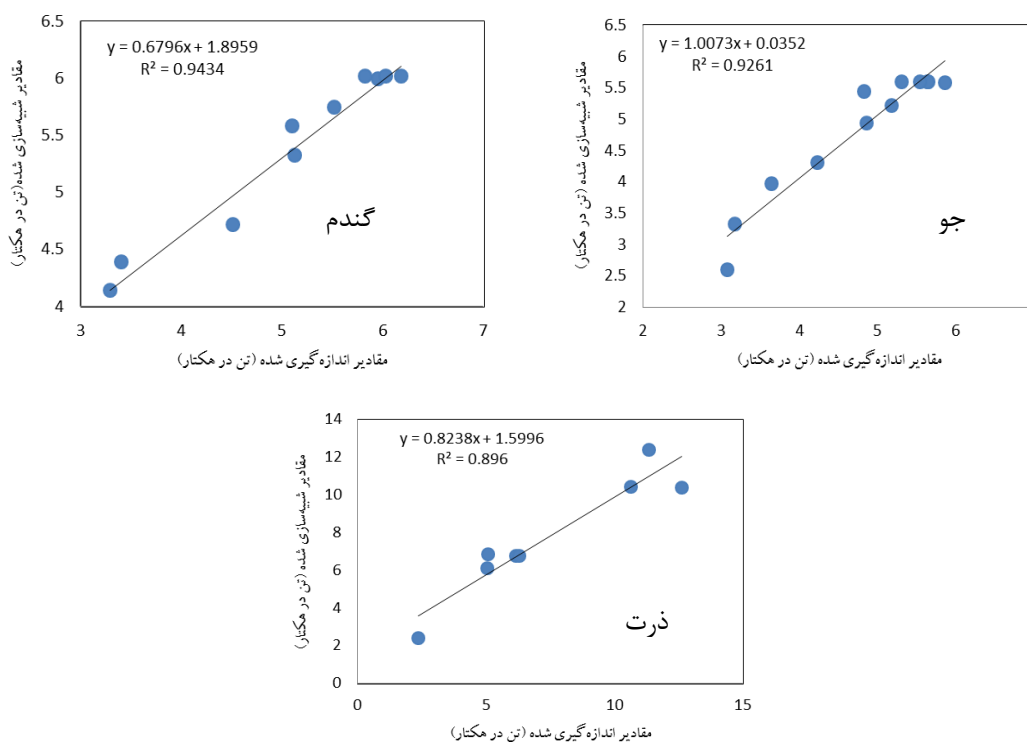 y = 0.6796x + 1.8959
R² = 0.9434
6.5
6
5.5
5
4.5
4
3 4 5 6 7
گندم
مقادیر شبیه‌سازی شده(تن در هکتار)
مقادیر اندازه‌گیری شده (تن در هکتار)
y = 1.0073x + 0.0352
R² = 0.9261
6.5
6
5.5
5
4.5
4
3.5
3
2.5
2
2 3 4 5 6
جو
مقادیر شبیه‌سازی شده (تن در هکتار)
مقادیر اندازه‌گیری شده (تن در هکتار)
y = 0.8238x + 1.5996
R² = 0.896
14
12
10
8
6
4
2
0
0 5 10 15
ذرت
مقادیر شبیه‌سازی شده (تن در هکتار)
مقادیر اندازه‌گیری شده (تن در هکتار)